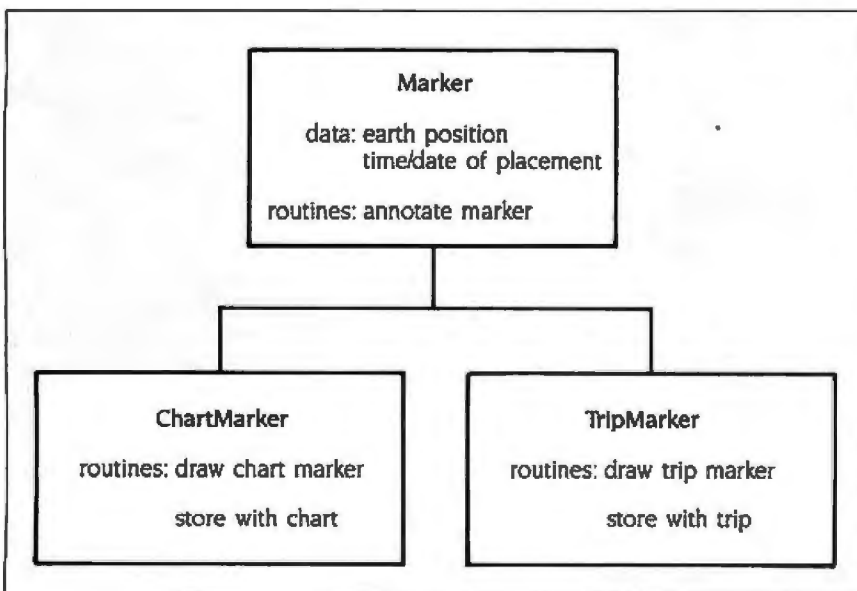 Marker
data: earth position
time/date of placement
routines: annotate marker
ChartMarker
routines: draw chart marker
store with chart
TripMarker
routines: draw trip marker
store with trip